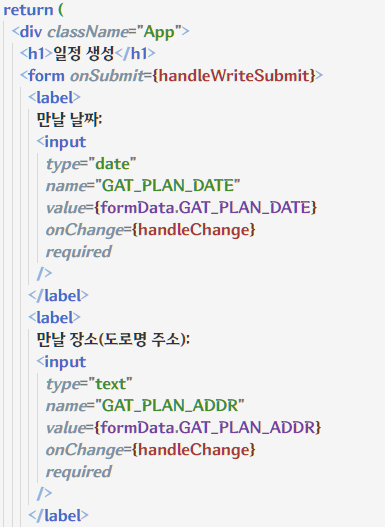 return (
<div className="App">
<h1>일정 생성</h1>
<form onSubmit={handleWriteSubmit}>
<label>
만날 날짜:
<input
type="date"
name="GAT_PLAN_DATE"
value={formData.GAT_PLAN_DATE}
onChange={handleChange}
required
/>
</label>
<label>
만날 장소(도로명 주소):
<input
type="text"
name="GAT_PLAN_ADDR"
value={formData.GAT_PLAN_ADDR}
onChange={handleChange}
required
/>
</label>